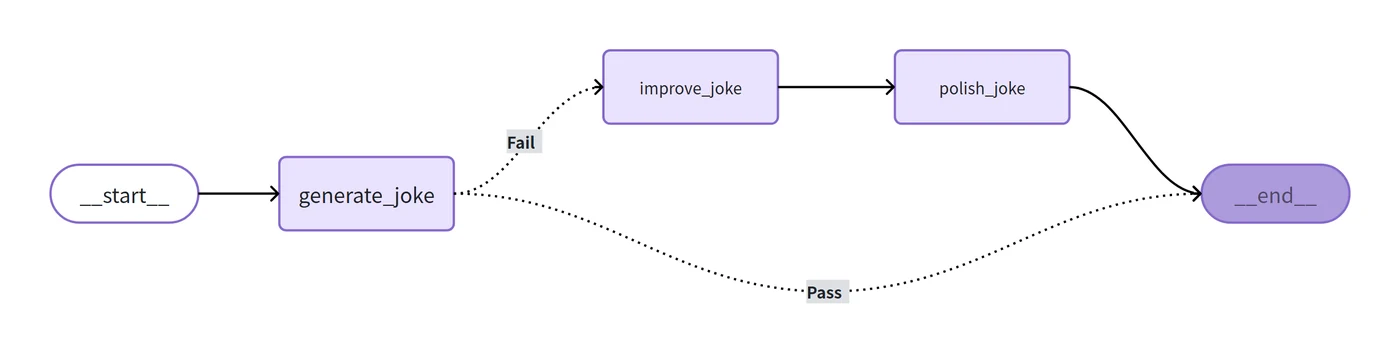 improve_joke
polish_joke
Fail
__start__
generate_joke
__end__
Pass